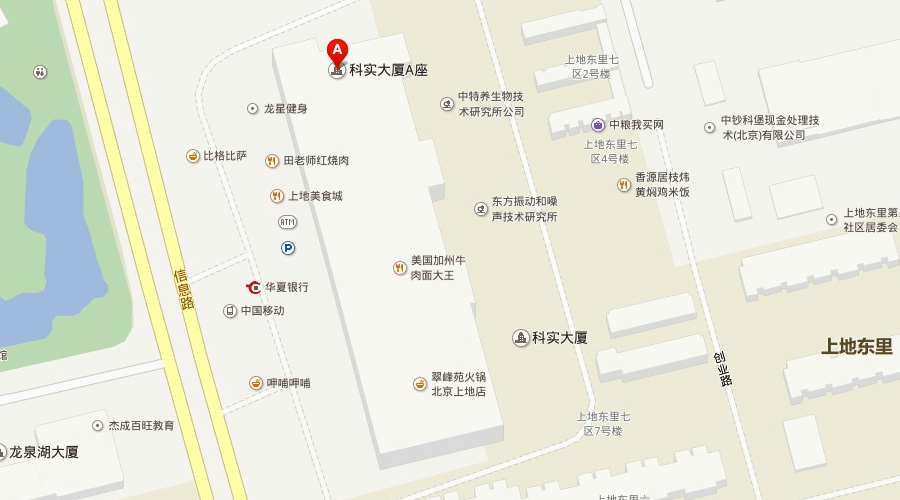 A
科实大厦A座
上地东里七
区2号楼
中特养生物技
术研究所公司
龙星健身
中粮我买网
中钞科堡现金处理技
术(北京)有限公司
上地东里七
区4号楼
比格比萨
田老师红烧肉
香源居枝炜
黄焖鸡米饭
上地美食城
东方振动和噪
声技术研究所
上地东里第
社区居委会
ATM
P
美国加州牛
肉面大王
信息路
华夏银行
中国移动
科实大厦
上地东里
馆
创业路
翠峰苑火锅
北京上地店
呷哺呷哺
上地东里七
区7号楼
杰成百旺教育
龙泉湖大厦
上地东里六